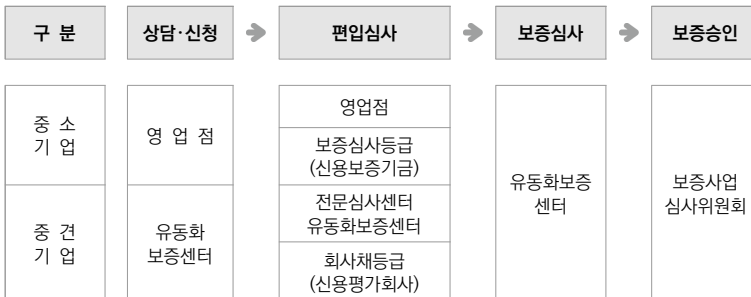 구 분
상담·신청
편입심사
보증심사
보증승인
중 소
기 업
영 업 점
영업점
보증심사등급
(신용보증기금)
중 견
기 업
유동화
보증센터
전문심사센터
유동화보증센터
회사채등급
(신용평가회사)
유동화보증
센터
보증사업
심사위원회